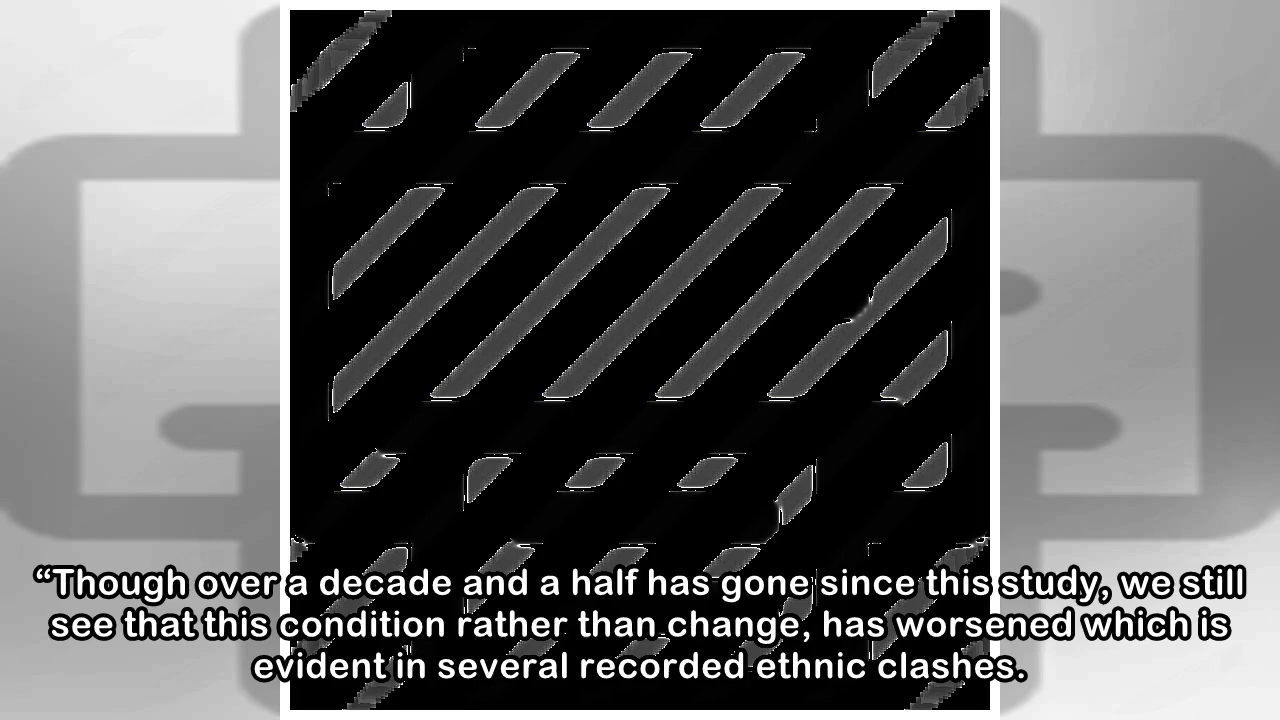 “Though over a decade and a half has gone since this study, we still
see that this condition rather than change, has worsened which is
evident in several recorded ethnic clashes.